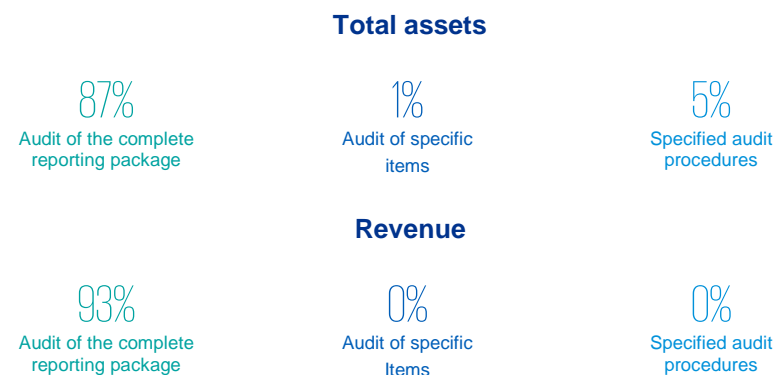 Total assets
87%
Audit of the complete
reporting package
1%
Audit of specific
items
5%
Specified audit
procedures
Revenue
93%
Audit of the complete
reporting package
0%
Audit of specific
Items
0%
Specified audit
procedures